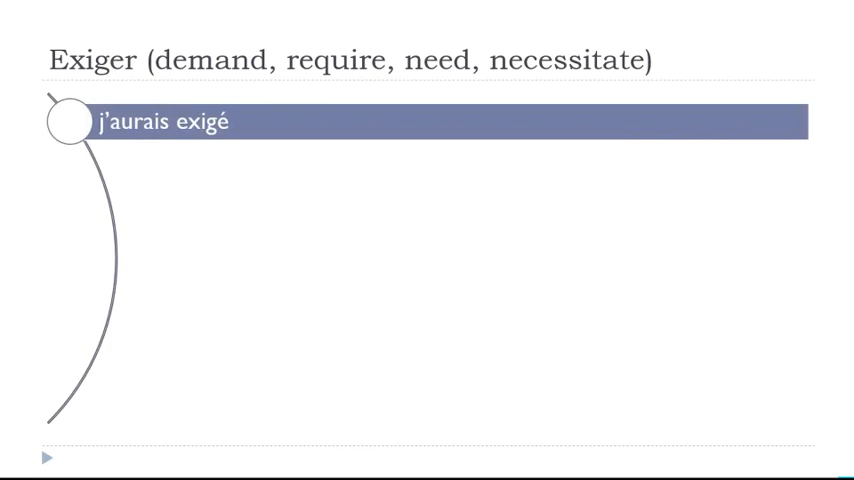 Exiger (demand, require, need, necessitate)
j’aurais exigé